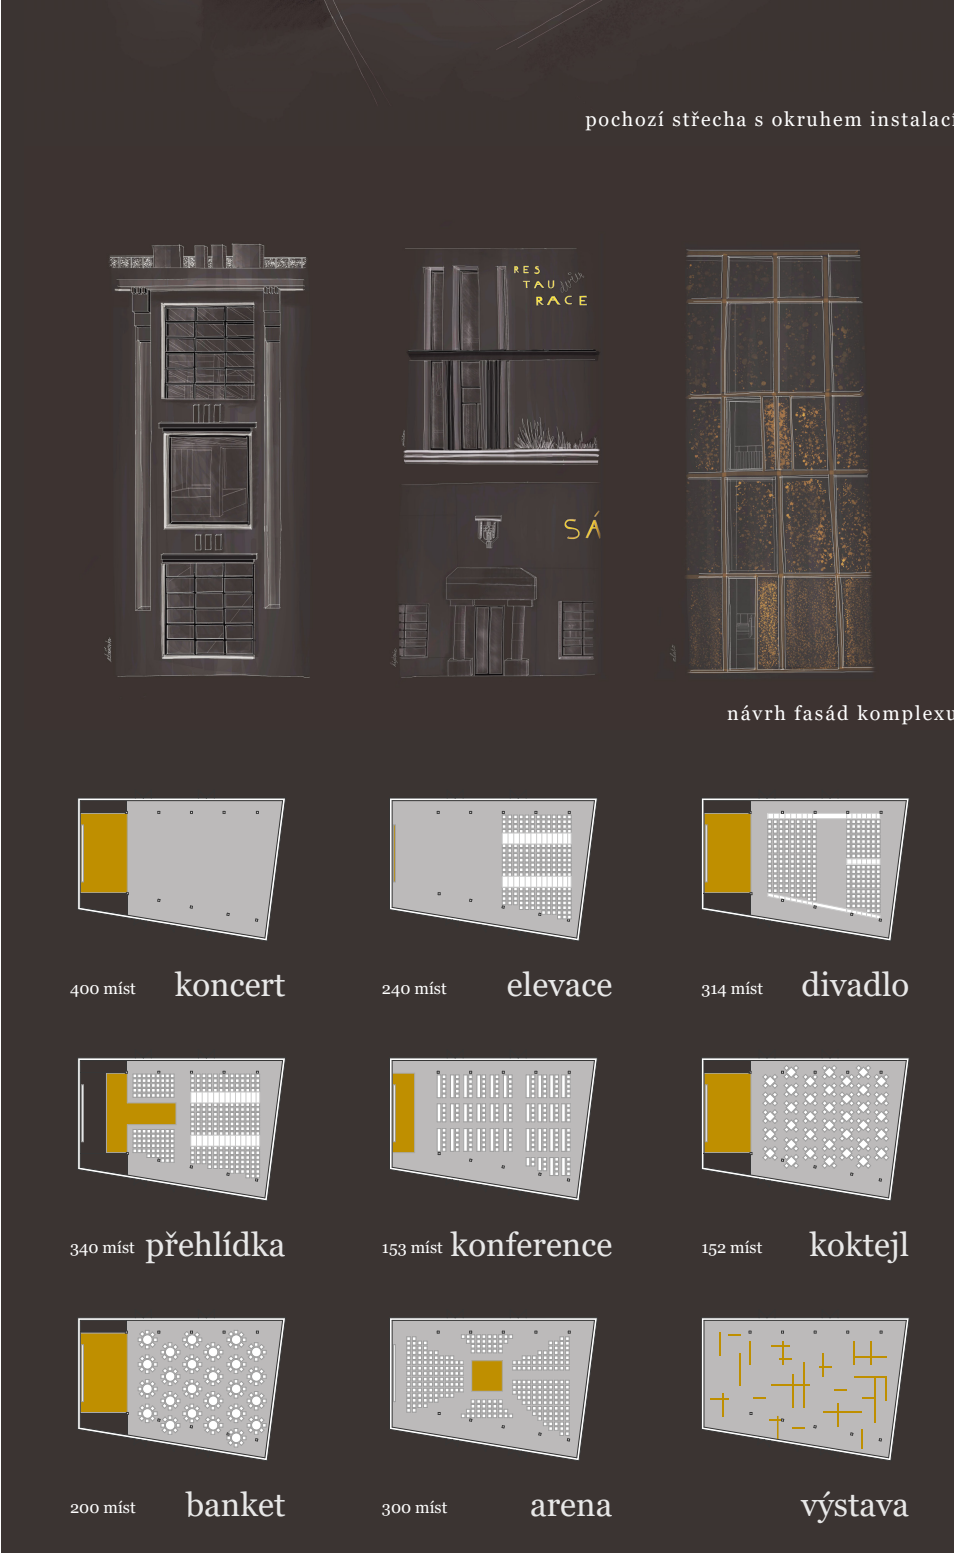 pochozí střecha s okruhem instalací
RES
TAU
RACE
SÁ
návrh fasád komplexu
400 míst koncert
240 míst elevace
314 míst divadlo
340 míst přehlídka
153 míst konference
152 míst koktejl
200 míst banket
300 míst arena
výstava